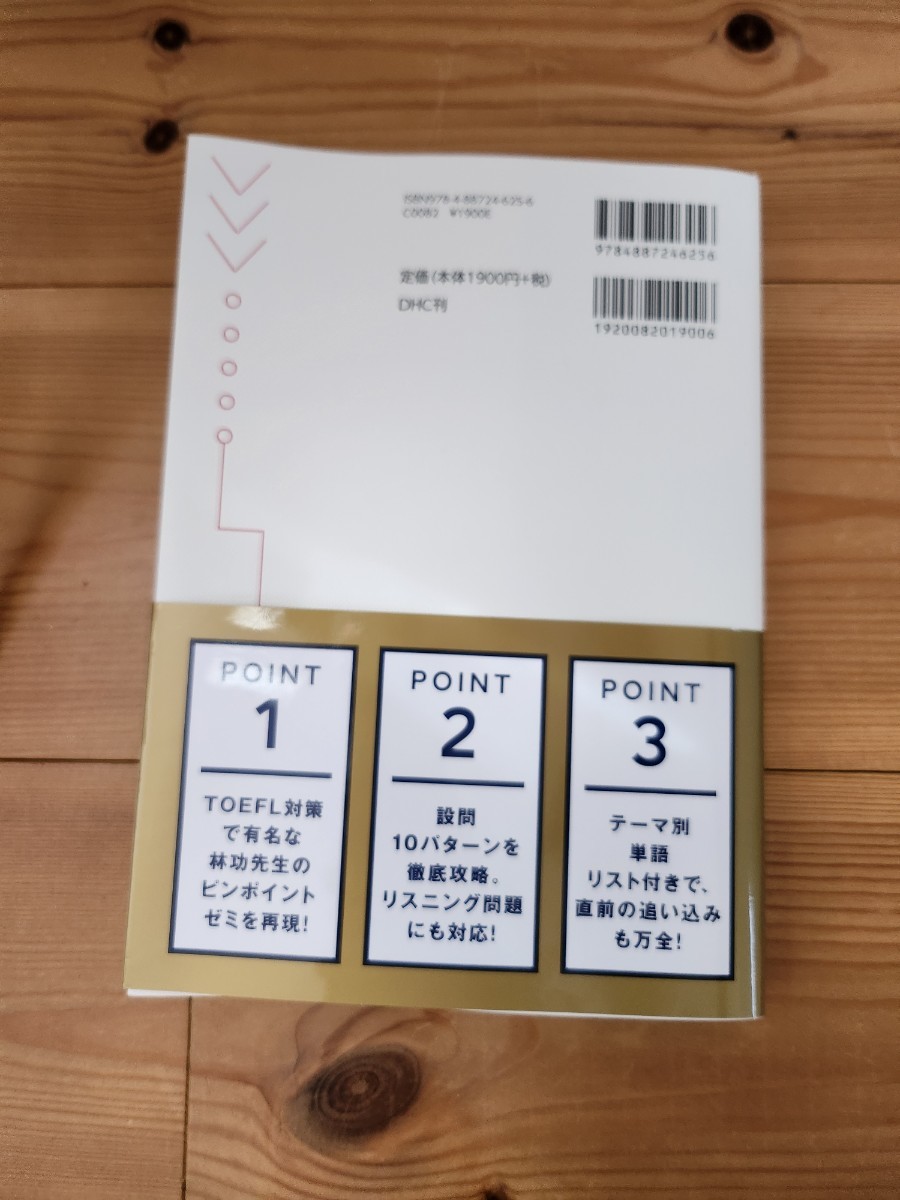 ISBN978-4-88724-625-6
C0082 ¥1900E
9784887246256
1920082019006
定価(本体1900円+税)
DHC刊
POINT
1
TOEFL対策
で有名な
林功先生の
ピンポイント
ゼミを再現!
POINT
2
設問
10パターンを
徹底攻略。
リスニング問題
にも対応!
POINT
3
テーマ別
単語
リスト付きで、
直前の追い込み
も万全!